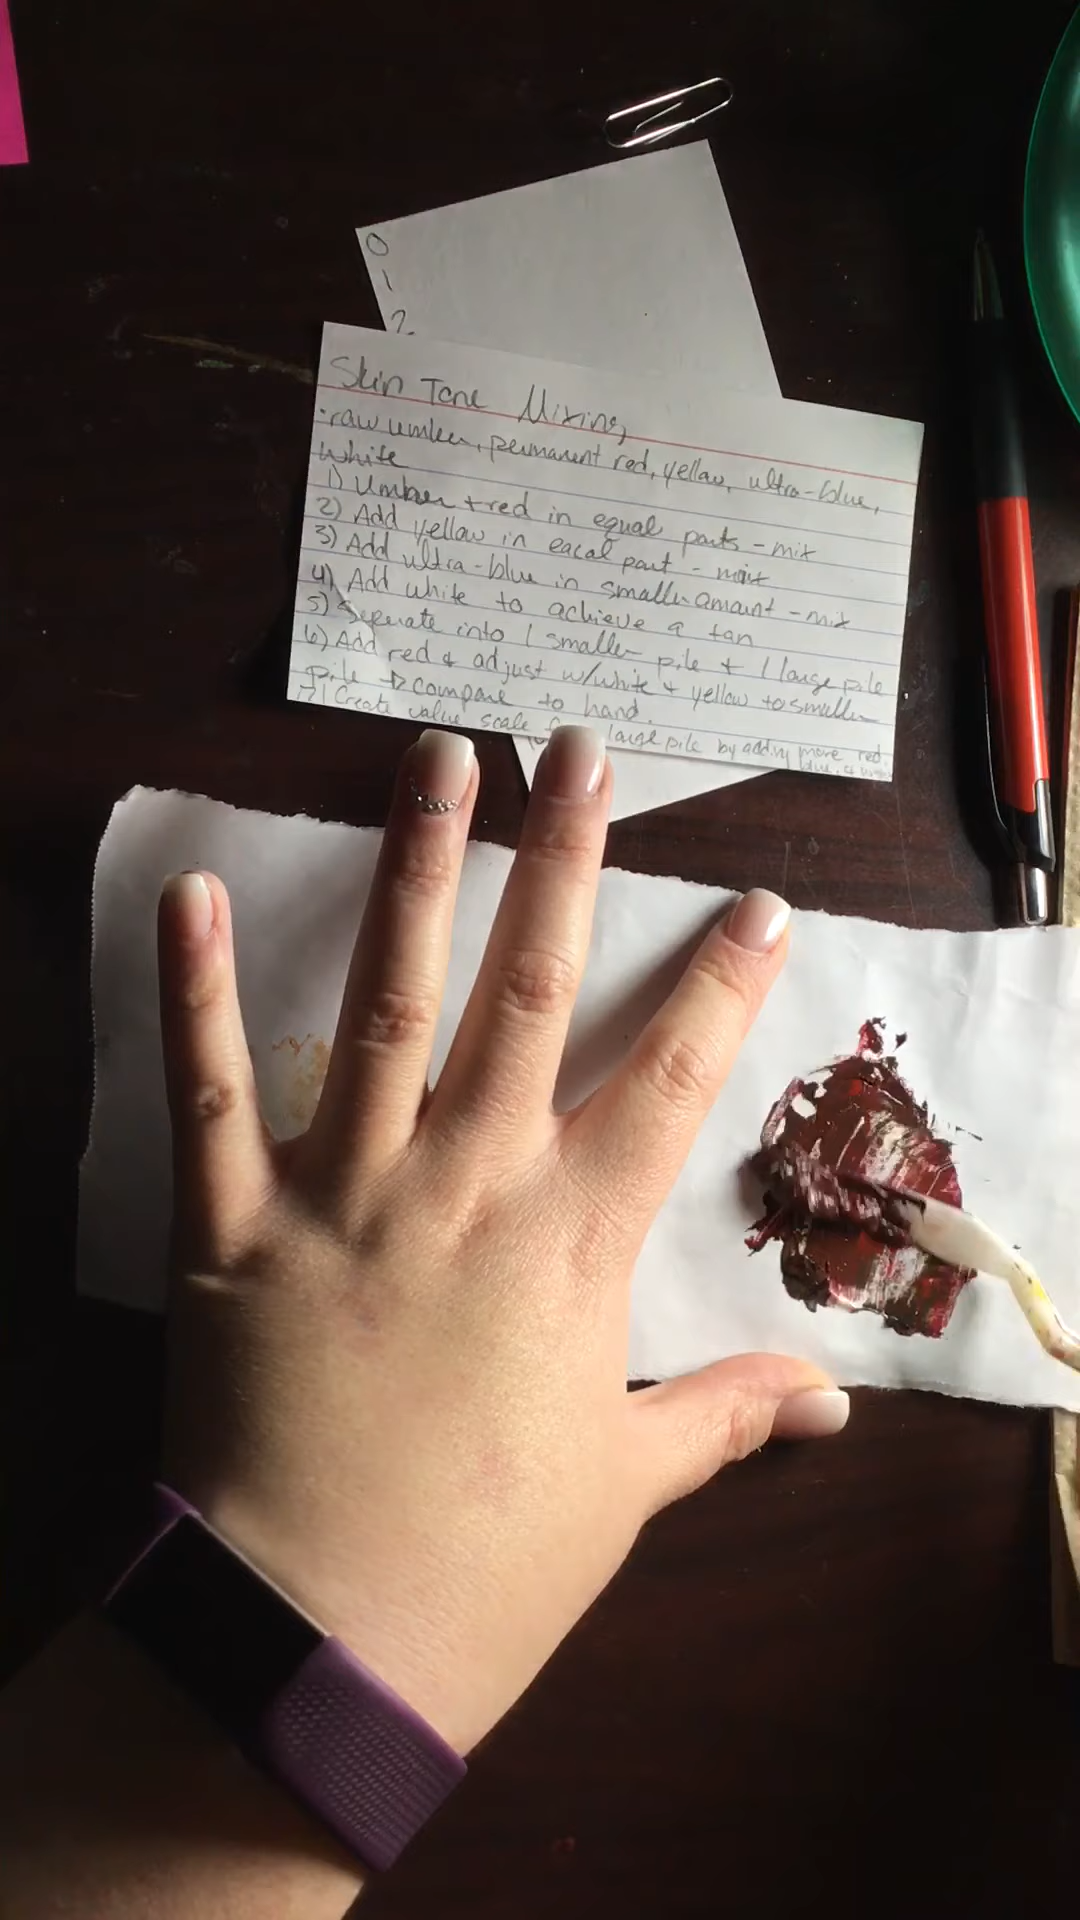 0
1
2
Skin Tone Mixing
·raw umber, permanent red, yellow, ultra-blue,
white
1) Umber + red in equal parts - mix
2) Add yellow in eacal part - mix
3) Add ultra-blue in smaller amount - mix
4) Add white to achieve a tan
5) Seperate into 1 smaller pile + 1 large pile
6) Add red & adjust w/white + yellow to smaller
pile → compare to hand.
7) Create value scale large pile by adding more red,
blue,